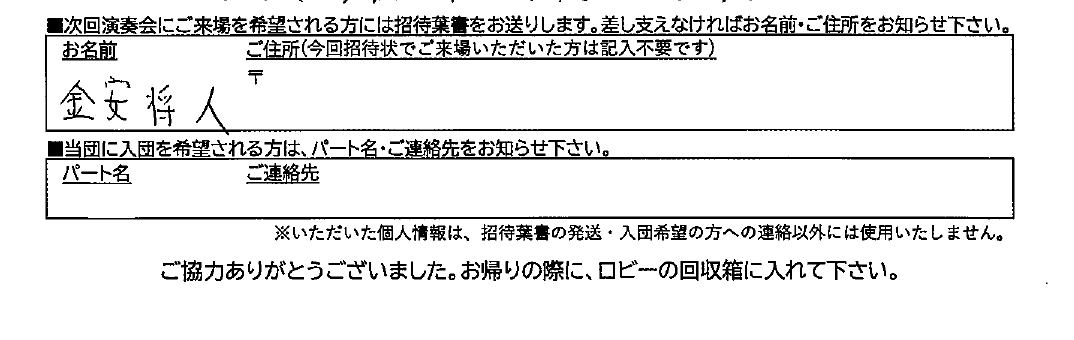 ■次回演奏会にご来場を希望される方には招待葉書をお送りします。差し支えなければお名前・ご住所をお知らせ下さい。
お名前 ご住所(今回招待状でご来場いただいた方は記入不要です)
〒
金安将人
■当団に入団を希望される方は、パート名・ご連絡先をお知らせ下さい。
パート名 ご連絡先
※いただいた個人情報は、招待葉書の発送・入団希望の方への連絡以外には使用いたしません。
ご協力ありがとうございました。お帰りの際に、ロビーの回収箱に入れて下さい。